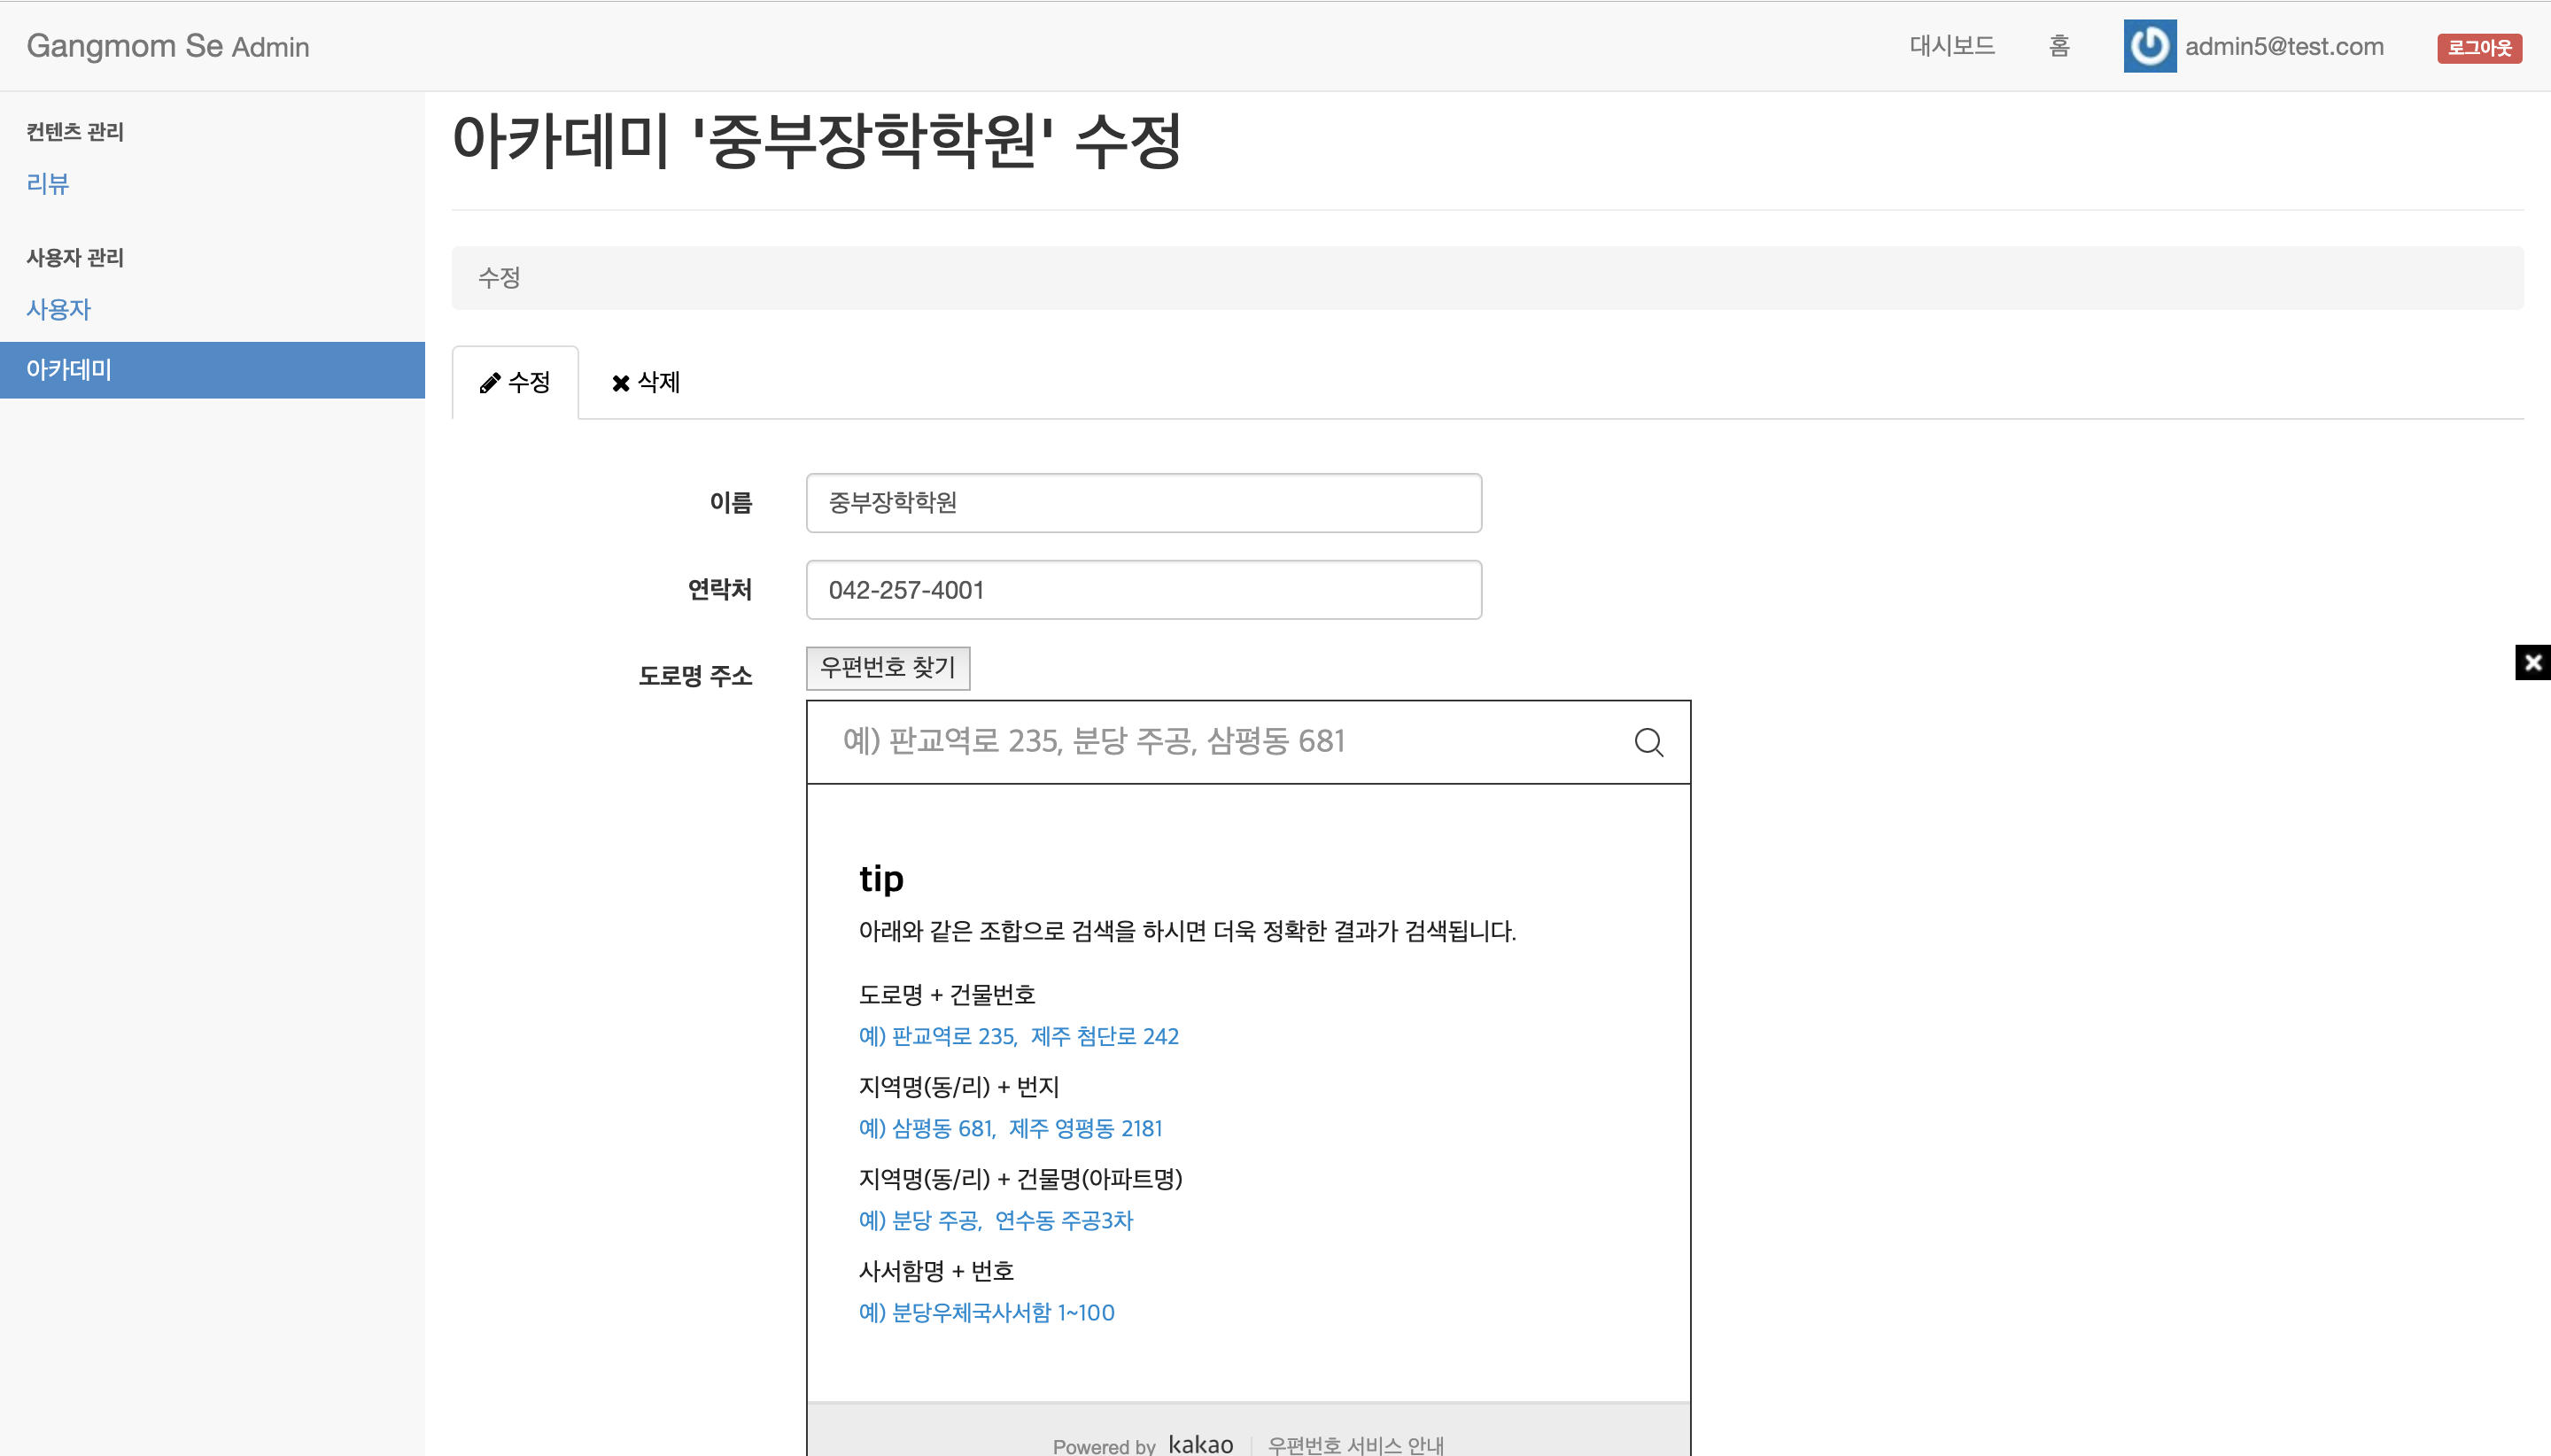 Gangmom Se Admin
대시보드 홈 admin5@test.com 로그아웃
컨텐츠 관리
리뷰
사용자 관리
사용자
아카데미
아카데미 '중부장학학원' 수정
수정
수정 삭제
이름 중부장학학원
연락처 042-257-4001
도로명 주소 우편번호 찾기
예) 판교역로 235, 분당 주공, 삼평동 681
tip
아래와 같은 조합으로 검색을 하시면 더욱 정확한 결과가 검색됩니다.
도로명 + 건물번호
예) 판교역로 235, 제주 첨단로 242
지역명(동/리) + 번지
예) 삼평동 681, 제주 영평동 2181
지역명(동/리) + 건물명(아파트명)
예) 분당 주공, 연수동 주공3차
사서함명 + 번호
예) 분당우체국사서함 1~100
Powered by kakao 우편번호 서비스 안내